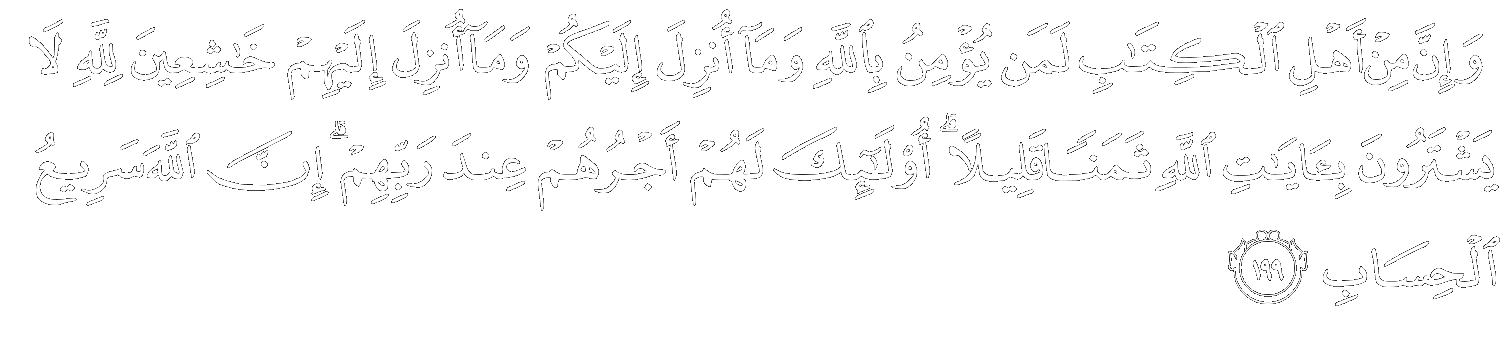 وَإِنَّ مِنْ أَهْلِ ٱلْكِتَٰبِ لَمَن يُؤْمِنُ بِٱللَّهِ وَمَآ أُنزِلَ إِلَيْكُمْ وَمَآ أُنزِلَ إِلَيْهِمْ خَٰشِعِينَ لِلَّهِ لَا
يَشْتَرُونَ بِـَٔايَٰتِ ٱللَّهِ ثَمَنًا قَلِيلًا ۗ أُو۟لَٰٓئِكَ لَهُمْ أَجْرُهُمْ عِندَ رَبِّهِمْ ۗ إِنَّ ٱللَّهَ سَرِيعُ
ٱلْحِسَابِ ١٩٩